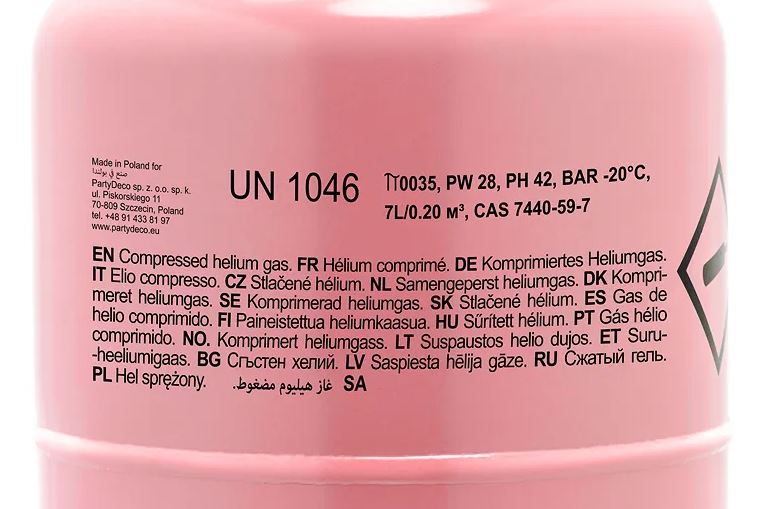 Made in Poland for
صنع في بولندا
PartyDeco sp. z. o.o. sp. k.
ul. Piskorskiego 11
70-809 Szczecin, Poland
tel. +48 91 433 81 97
www.partydeco.eu
UN 1046
π0035, PW 28, PH 42, BAR -20°C,
7L/0.20 м³, CAS 7440-59-7
EN Compressed helium gas. FR Hélium comprimé. DE Komprimiertes Heliumgas.
IT Elio compresso. CZ Stlačené hélium. NL Samengeperst heliumgas. DK Kompri-
meret heliumgas. SE Komprimerad heliumgas. SK Stlačené hélium. ES Gas de
helio comprimido. FI Paineistettua heliumkaasua. HU Sűrített hélium. PT Gás hélio
comprimido. NO. Komprimert heliumgass. LT Suspaustos helio dujos. ET Suru-
-heeliumigaas. BG Сгъстен хелий. LV Saspiesta hēlija gāze. RU Сжатый гель.
PL Hel sprężony. غاز هيليوم مضغوط. SA